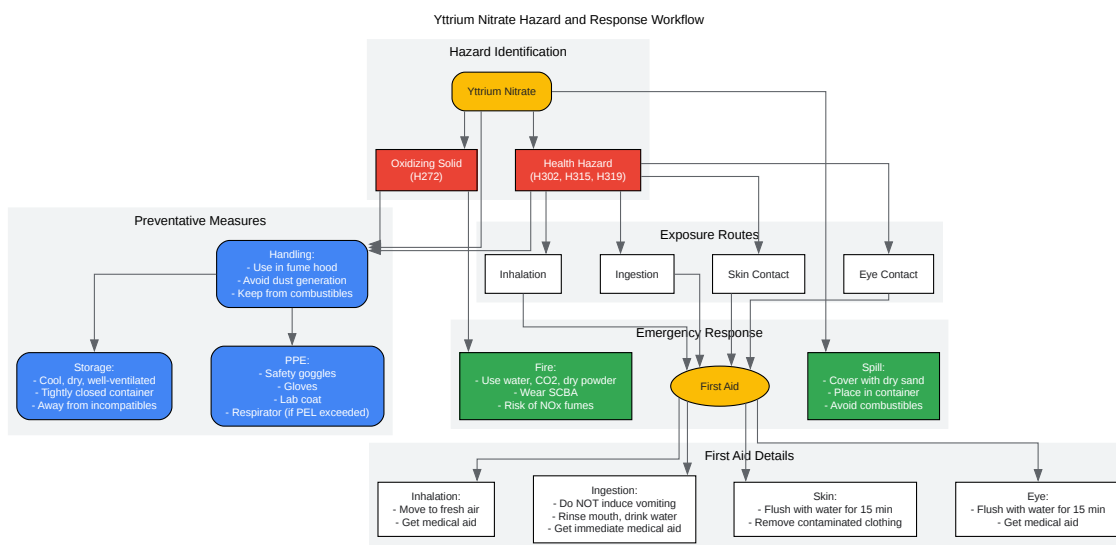 Yttrium Nitrate Hazard and Response Workflow
Hazard Identification
Yttrium Nitrate
Oxidizing Solid
(H272)
Health Hazard
(H302, H315, H319)
Preventative Measures
Handling:
- Use in fume hood
- Avoid dust generation
- Keep from combustibles
Storage:
- Cool, dry, well-ventilated
- Tightly closed container
- Away from incompatibles
PPE:
- Safety goggles
- Gloves
- Lab coat
- Respirator (if PEL exceeded)
Exposure Routes
Inhalation
Ingestion
Skin Contact
Eye Contact
Emergency Response
Fire:
- Use water, CO2, dry powder
- Wear SCBA
- Risk of NOx fumes
First Aid
Spill:
- Cover with dry sand
- Place in container
- Avoid combustibles
First Aid Details
Inhalation:
- Move to fresh air
- Get medical aid
Ingestion:
- Do NOT induce vomiting
- Rinse mouth, drink water
- Get immediate medical aid
Skin:
- Flush with water for 15 min
- Remove contaminated clothing
Eye:
- Flush with water for 15 min
- Get medical aid